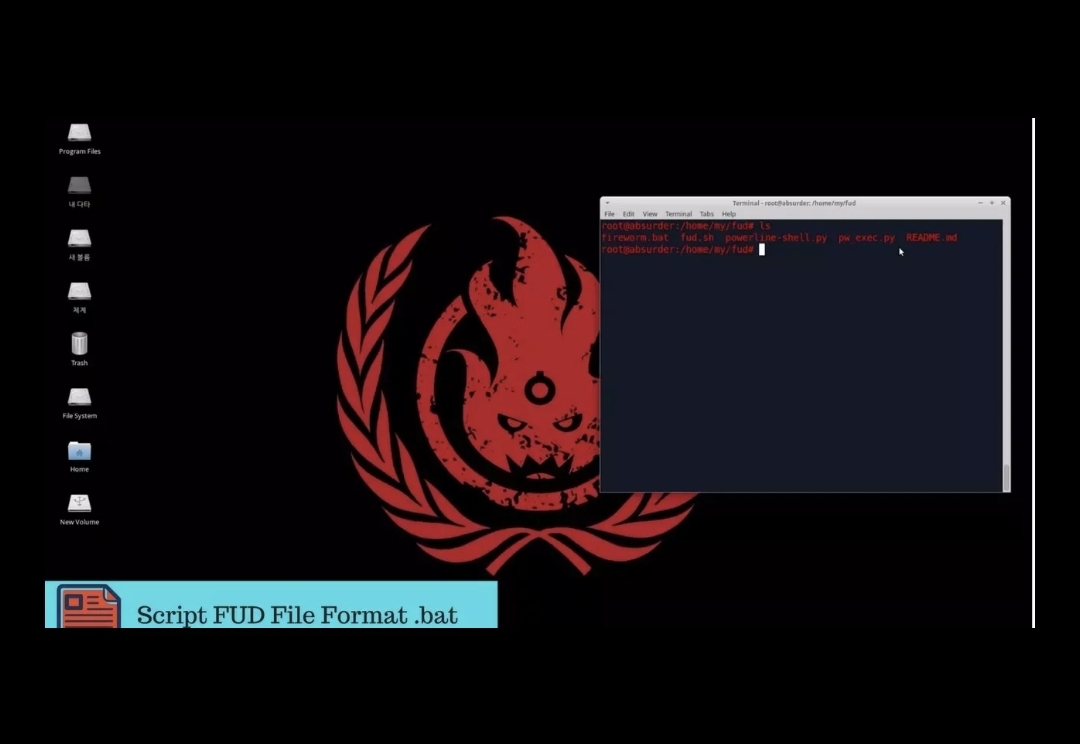 Program Files
내 다타
새 볼륨
체계
Trash
File System
Home
New Volume
Terminal - root@absurder: /home/my/fud
File Edit View Terminal Tabs Help
root@absurder:/home/my/fud# ls
fireworm.bat fud.sh powerline-shell.py pw_exec.py README.md
root@absurder:/home/my/fud#
Script FUD File Format .bat